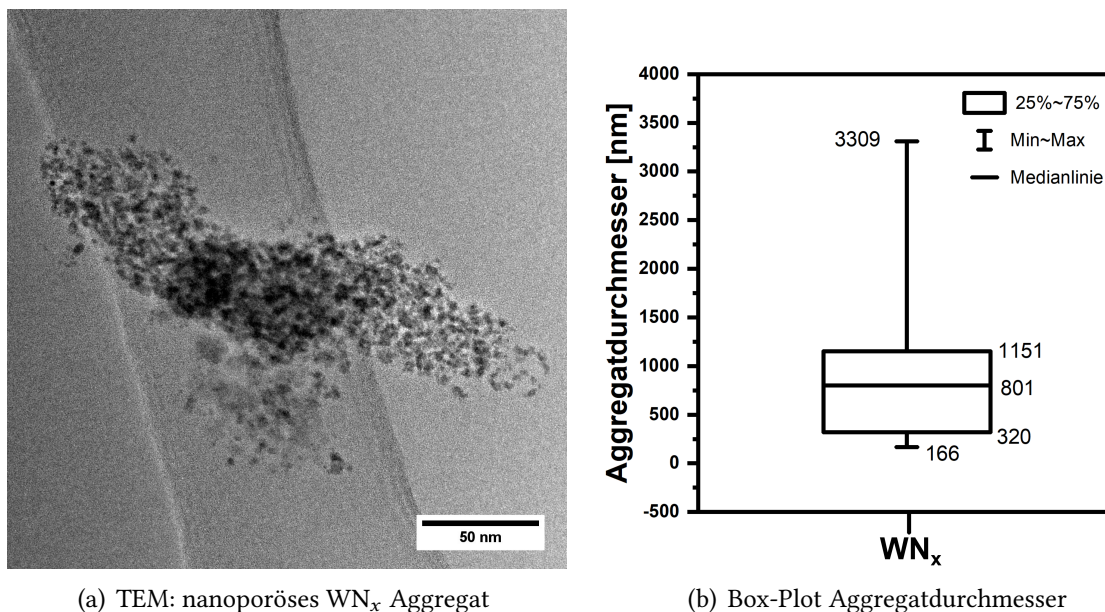 50 nm
(a) TEM: nanoporöses WNx Aggregat
Aggregatdurchmesser [nm]
4000
3500
3000
2500
2000
1500
1000
500
0
-500
25%~75%
Min~Max
Medianlinie
3309
1151
801
320
166
WNx
(b) Box-Plot Aggregatdurchmesser